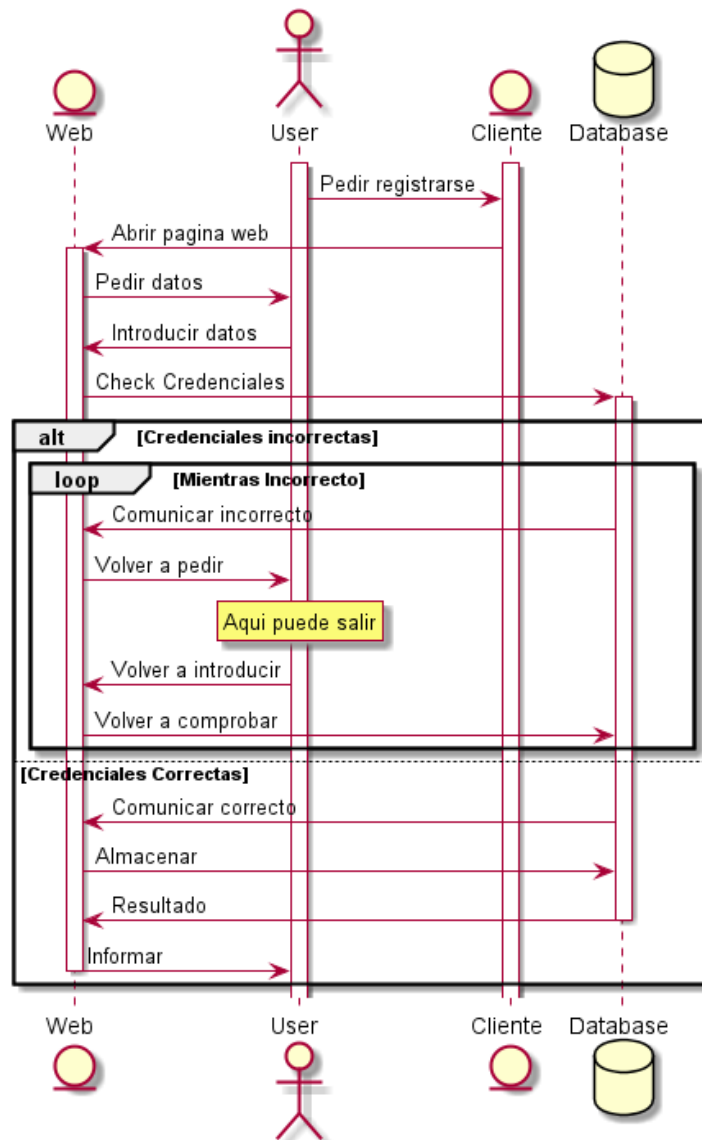 Web
User
Cliente
Database
Pedir registrarse
Abrir pagina web
Pedir datos
Introducir datos
Check Credenciales
alt [Credenciales incorrectas]
loop [Mientras Incorrecto]
Comunicar incorrecto
Volver a pedir
Aqui puede salir
Volver a introducir
Volver a comprobar
[Credenciales Correctas]
Comunicar correcto
Almacenar
Resultado
Informar
Web
User
Cliente
Database